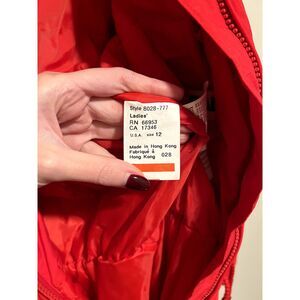 Style 8028-777
Ladies'
RN 66953
CA 17346
U.S.A. size 12
Made in Hong Kong
Fabriqué à
Hong Kong 628